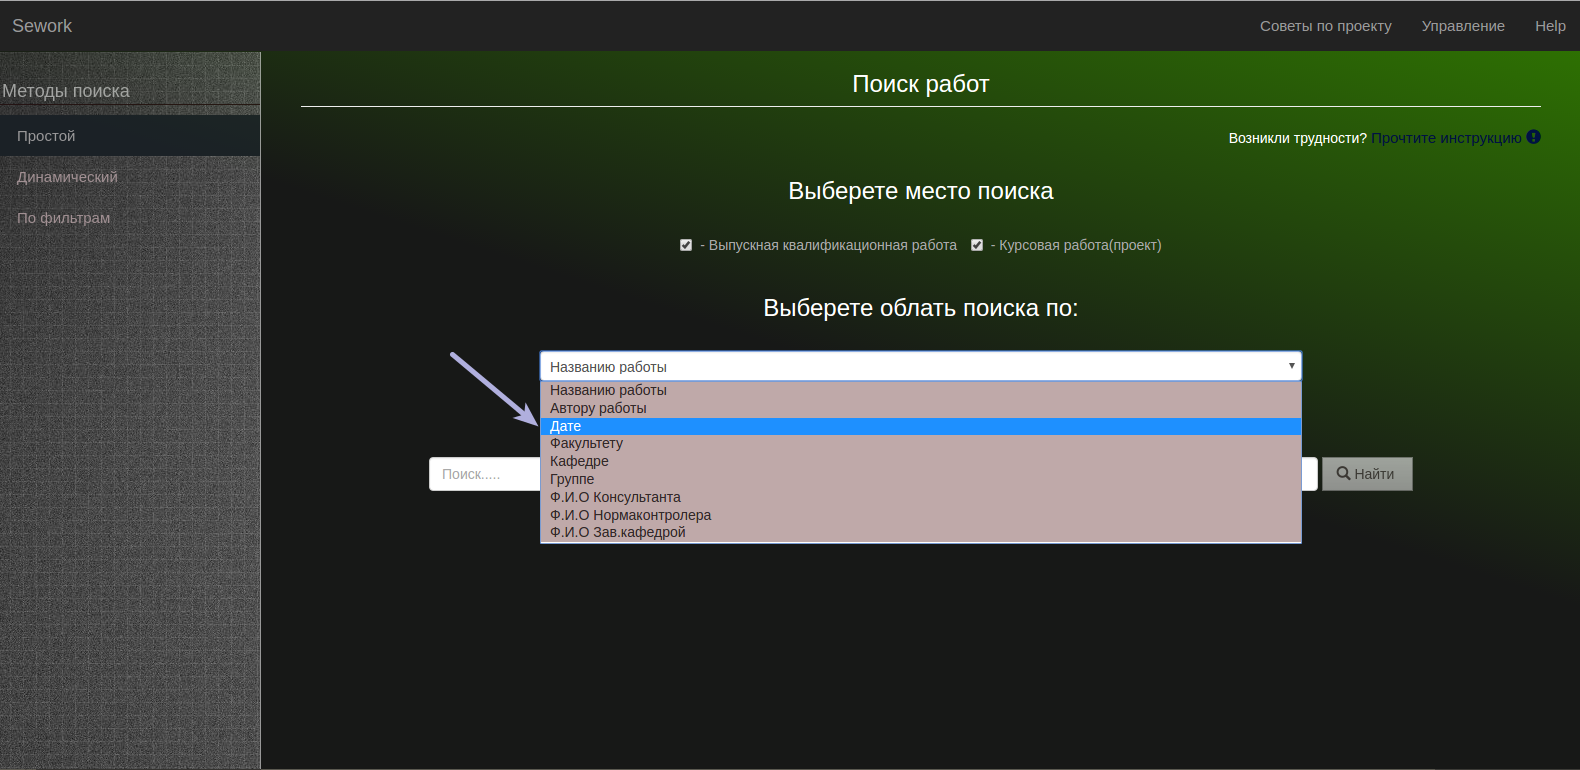 Sework
Советы по проекту Управление Help
Методы поиска
Простой
Динамический
По фильтрам
Поиск работ
Возникли трудности? Прочтите инструкцию
Выберете место поиска
- Выпускная квалификационная работа - Курсовая работа(проект)
Выберете облать поиска по:
Названию работы
Названию работы
Автору работы
Дате
Факультету
Кафедре
Группе
Ф.И.О Консультанта
Ф.И.О Нормаконтролера
Ф.И.О Зав.кафедрой
Поиск.....
Найти